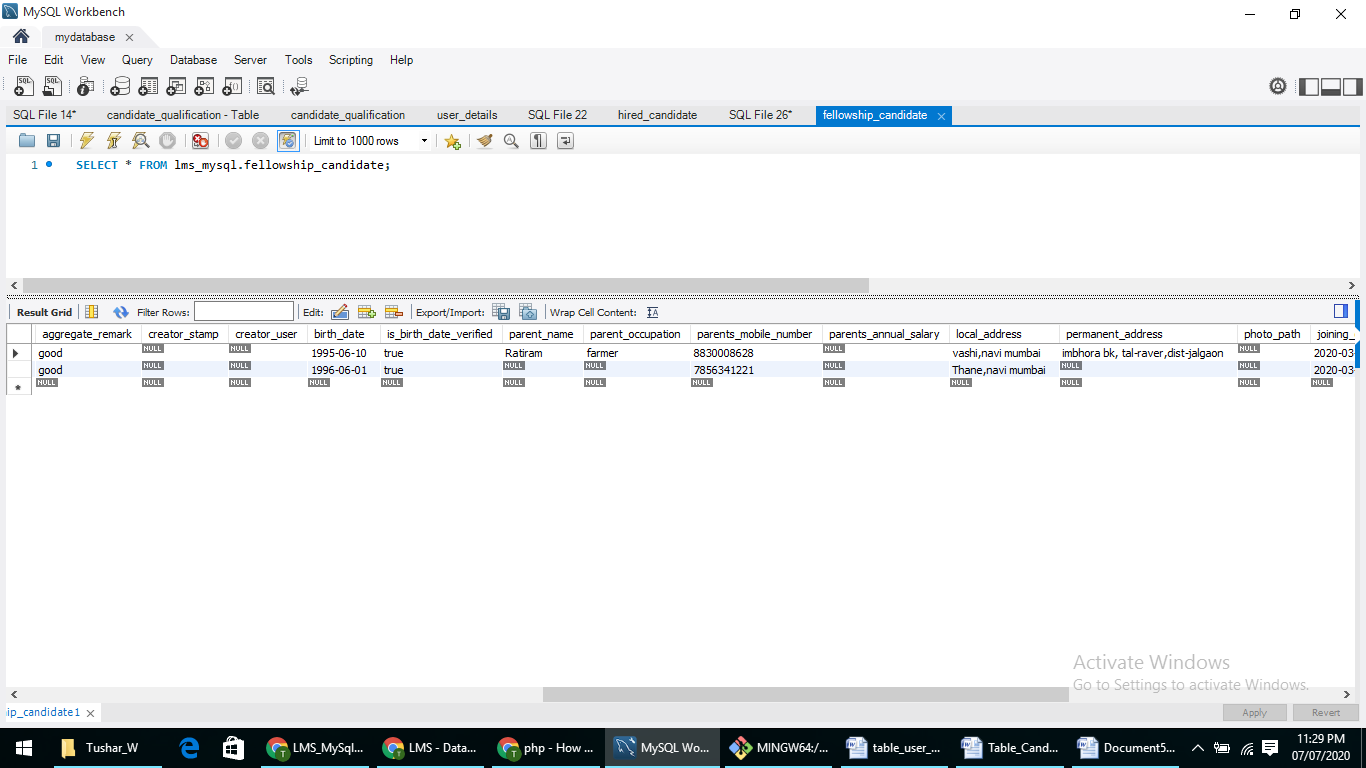 MySQL Workbench
mydatabase
File Edit View Query Database Server Tools Scripting Help
SQL File 14* candidate_qualification - Table candidate_qualification user_details SQL File 22 hired_candidate SQL File 26* fellowship_candidate
Limit to 1000 rows
1 SELECT * FROM lms_mysql.fellowship_candidate;
Result Grid Filter Rows: Edit: Export/Import: Wrap Cell Content:
aggregate_remark creator_stamp creator_user birth_date is_birth_date_verified parent_name parent_occupation parents_mobile_number parents_annual_salary local_address permanent_address photo_path joining_
good NULL NULL 1995-06-10 true Ratiram farmer 8830008628 NULL vashi,navi mumbai imbhora bk, tal-raver,dist-jalgaon NULL 2020-03
good NULL NULL 1996-06-01 true NULL NULL 7856341221 NULL Thane,navi mumbai NULL NULL 2020-03
NULL NULL NULL NULL NULL NULL NULL NULL NULL NULL NULL NULL NULL
Activate Windows
Go to Settings to activate Windows.
ip_candidate1
Apply Revert
Tushar_W LMS_MySql... LMS - Data... php - How ... MySQL Wo... MINGW64:/... table_user_... Table_Cand... Document5... 11:29 PM
07/07/2020